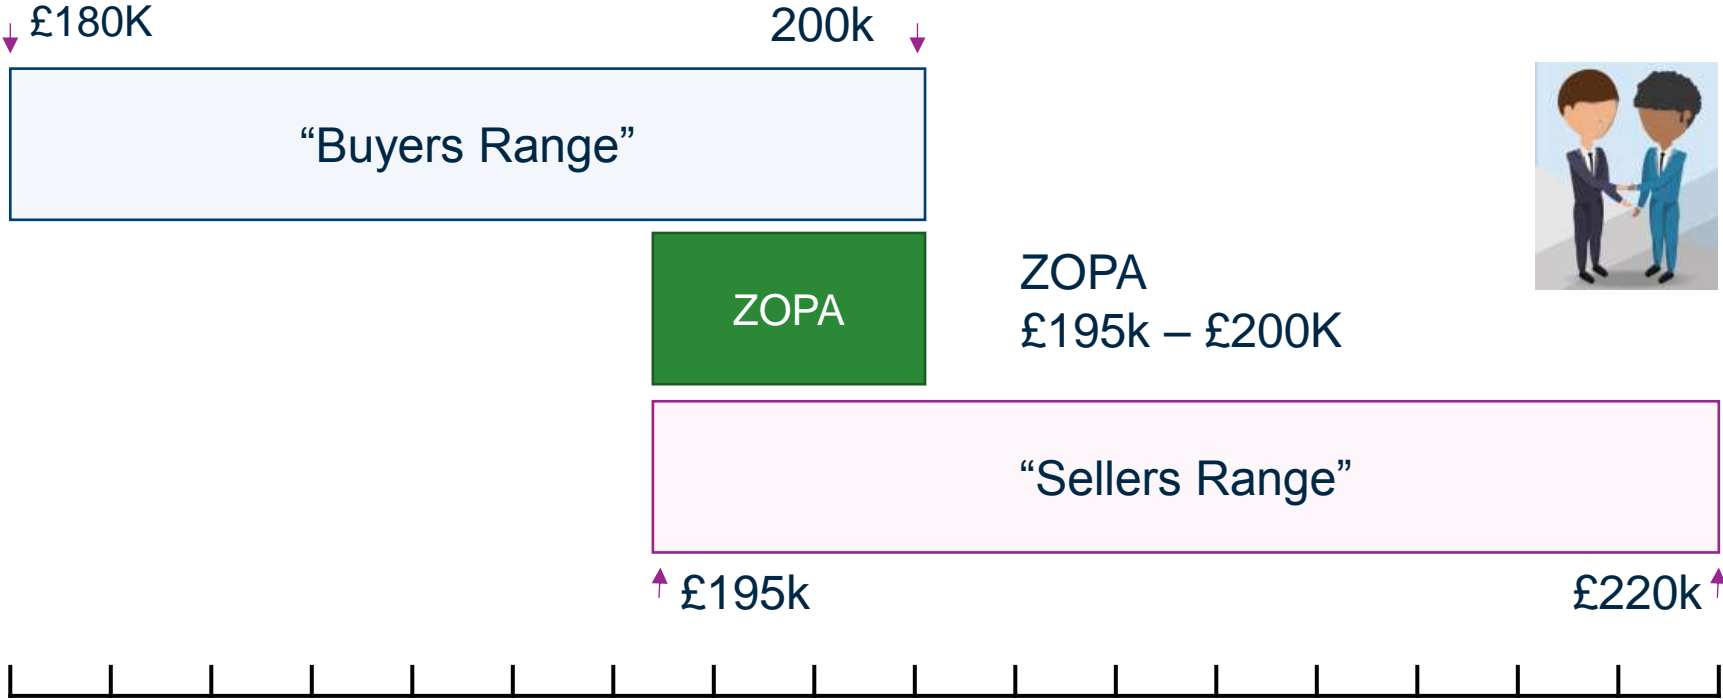 £180K
200k
“Buyers Range”
ZOPA
ZOPA
£195k – £200K
“Sellers Range”
£195k
£220k